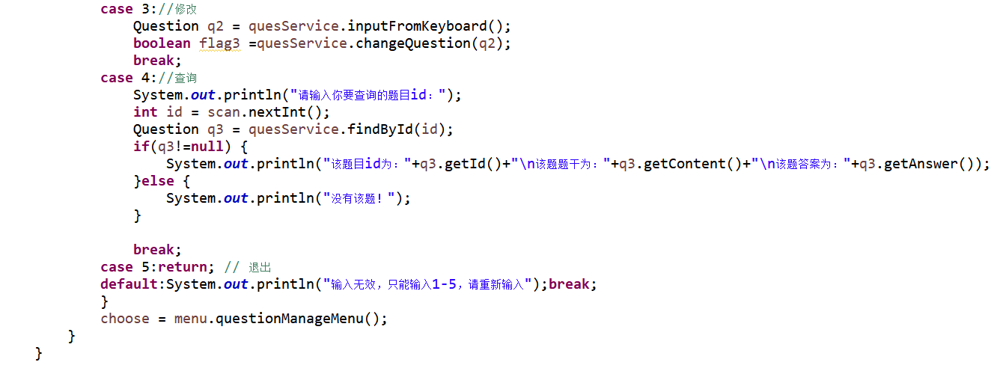 case 3://修改
Question q2 = quesService.inputFromKeyboard();
boolean flag3 =quesService.changeQuestion(q2);
break;
case 4://查询
System.out.println("请输入你要查询的题目id：");
int id = scan.nextInt();
Question q3 = quesService.findById(id);
if(q3!=null) {
System.out.println("该题目id为："+q3.getId()+"\n该题题干为："+q3.getContent()+"\n该题答案为："+q3.getAnswer());
}else {
System.out.println("没有该题！");
}
break;
case 5:return; // 退出
default:System.out.println("输入无效，只能输入1-5，请重新输入");break;
}
choose = menu.questionManageMenu();
}
}